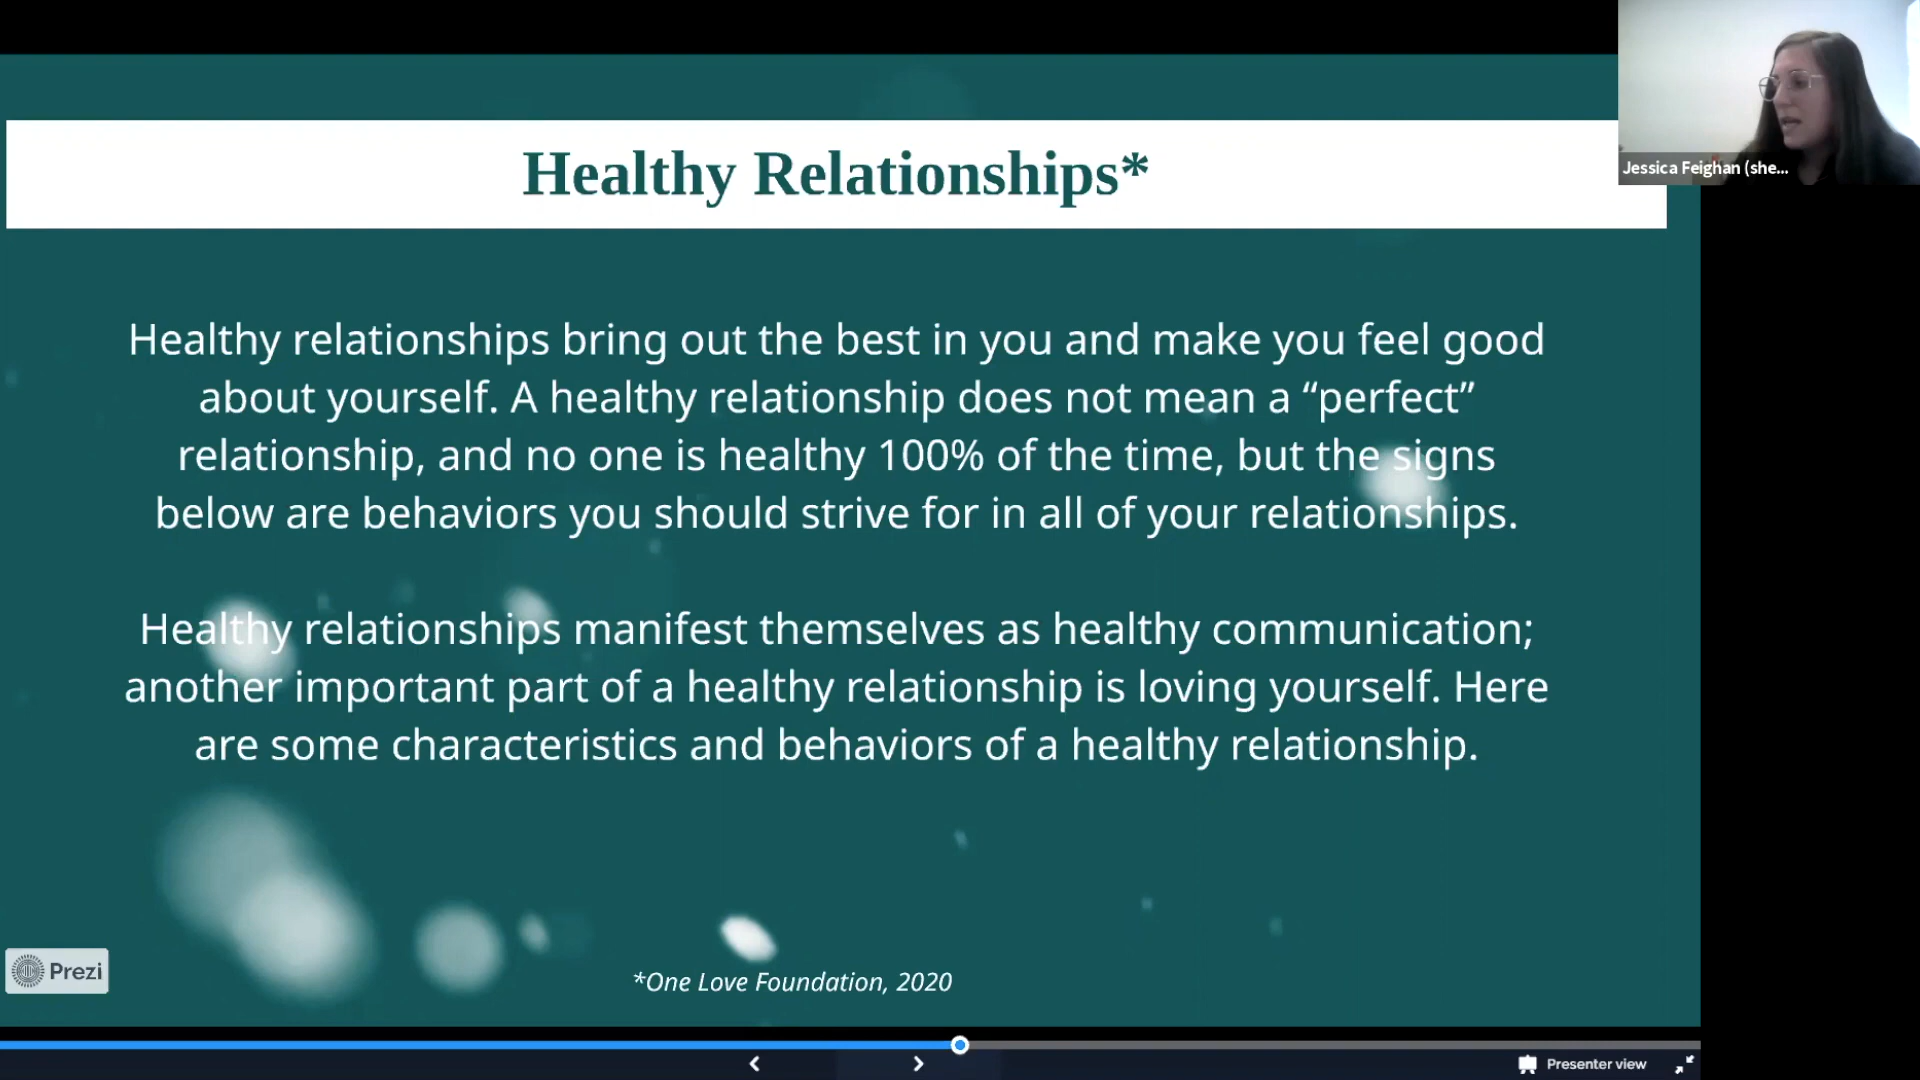 Jessica Feighan (she...
Healthy Relationships*
Healthy relationships bring out the best in you and make you feel good
about yourself. A healthy relationship does not mean a “perfect”
relationship, and no one is healthy 100% of the time, but the signs
below are behaviors you should strive for in all of your relationships.
Healthy relationships manifest themselves as healthy communication;
another important part of a healthy relationship is loving yourself. Here
are some characteristics and behaviors of a healthy relationship.
Prezi
*One Love Foundation, 2020
Presenter view